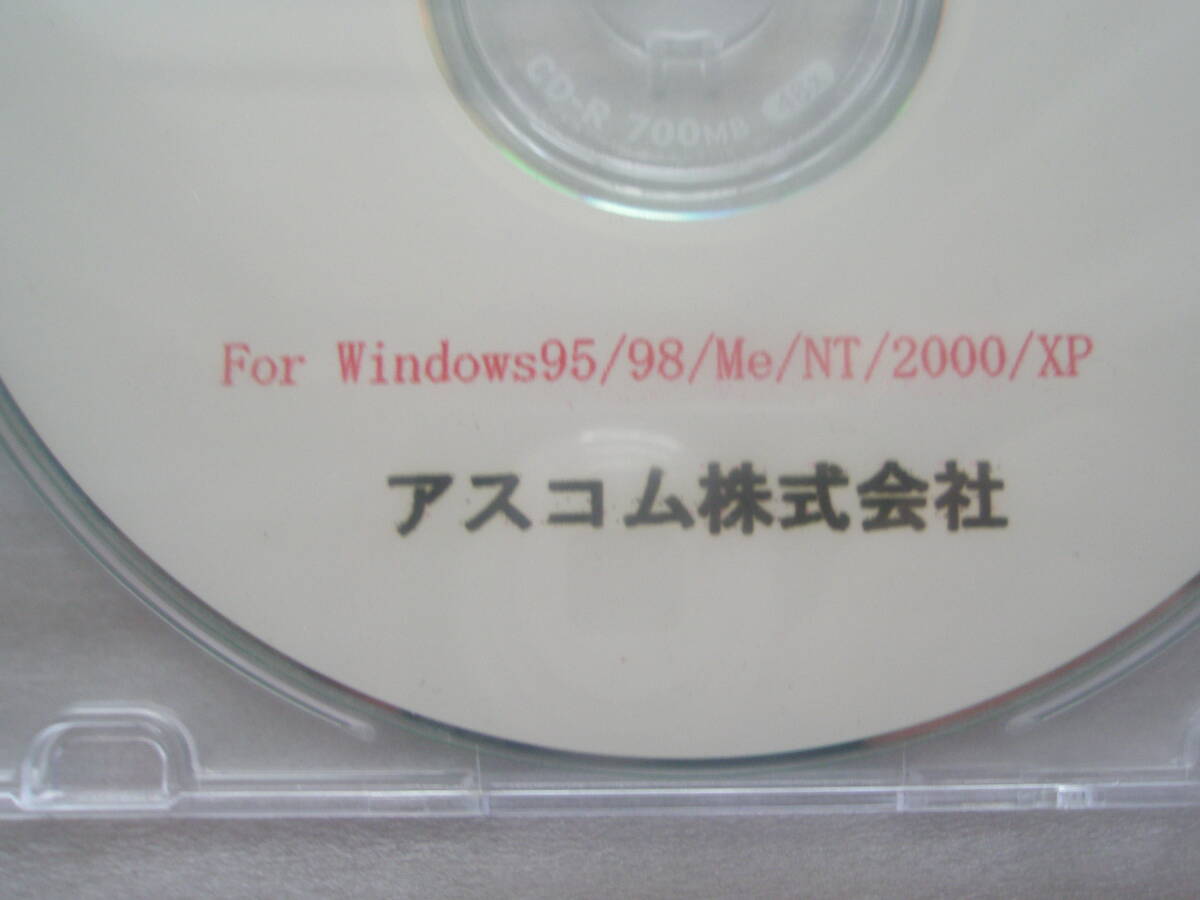 CD-R 700MB
For Windows95/98/Me/NT/2000/XP
アスコム株式会社